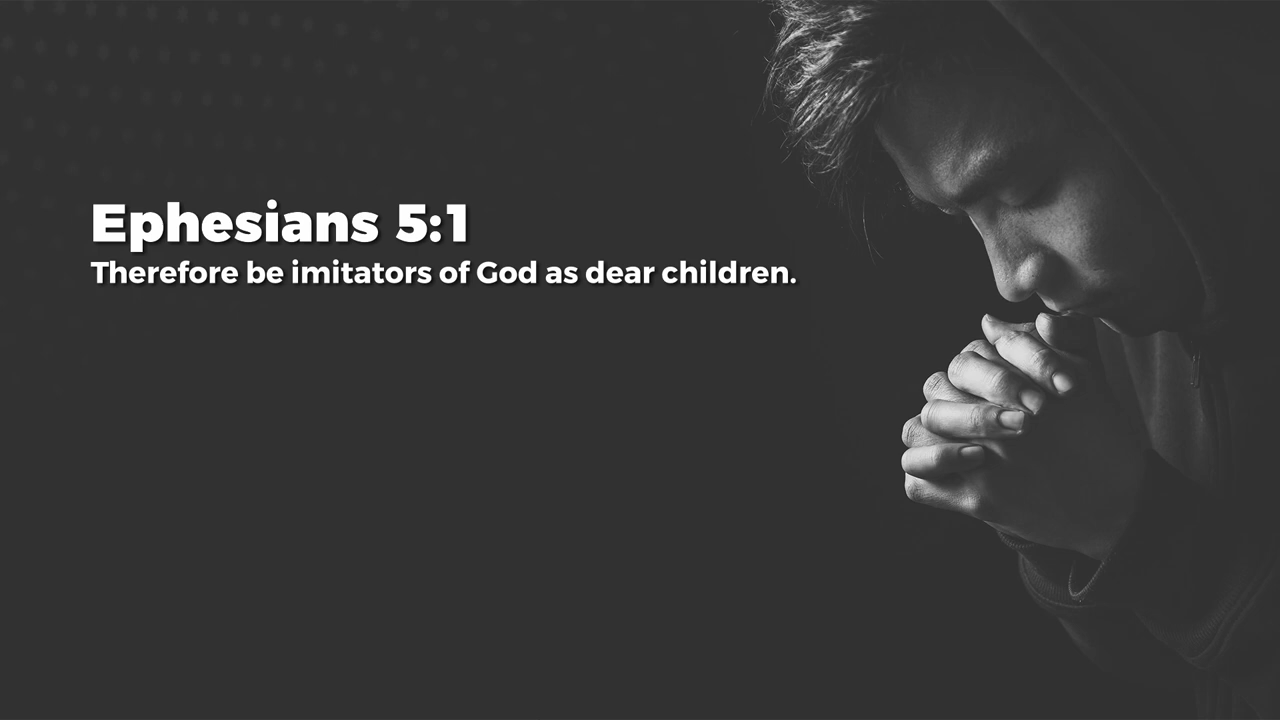 Ephesians 5:1
Therefore be imitators of God as dear children.